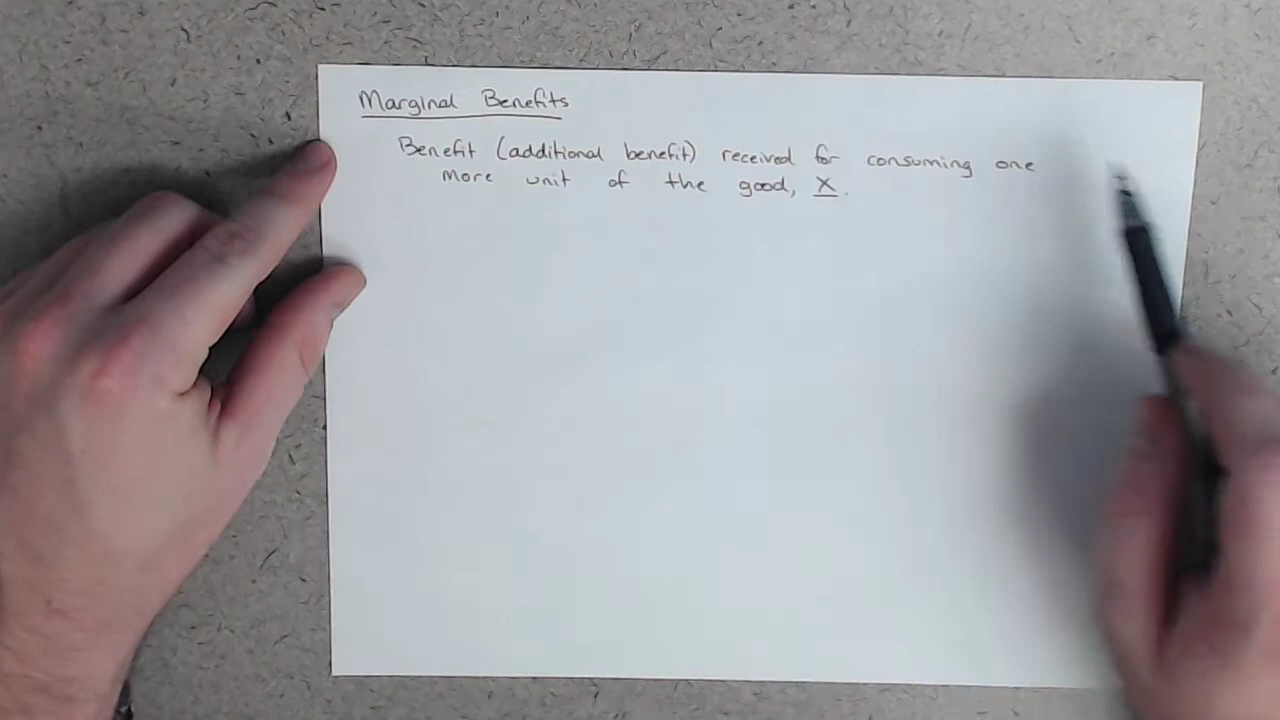 Marginal Benefits
Benefit (additional benefit) received for consuming one
more unit of the good, X.